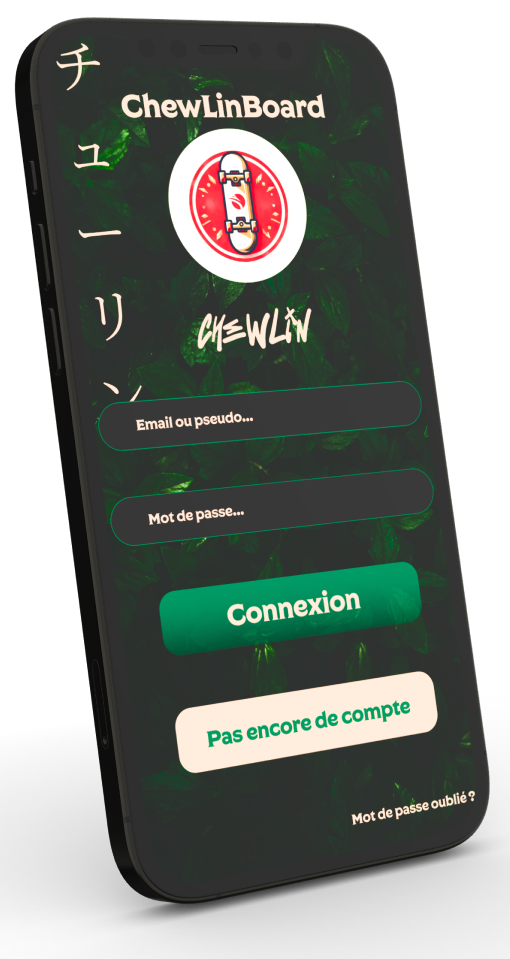 チューリン
ChewLinBoard
CHEWLIN
Email ou pseudo...
Mot de passe...
Connexion
Pas encore de compte
Mot de passe oublié ?